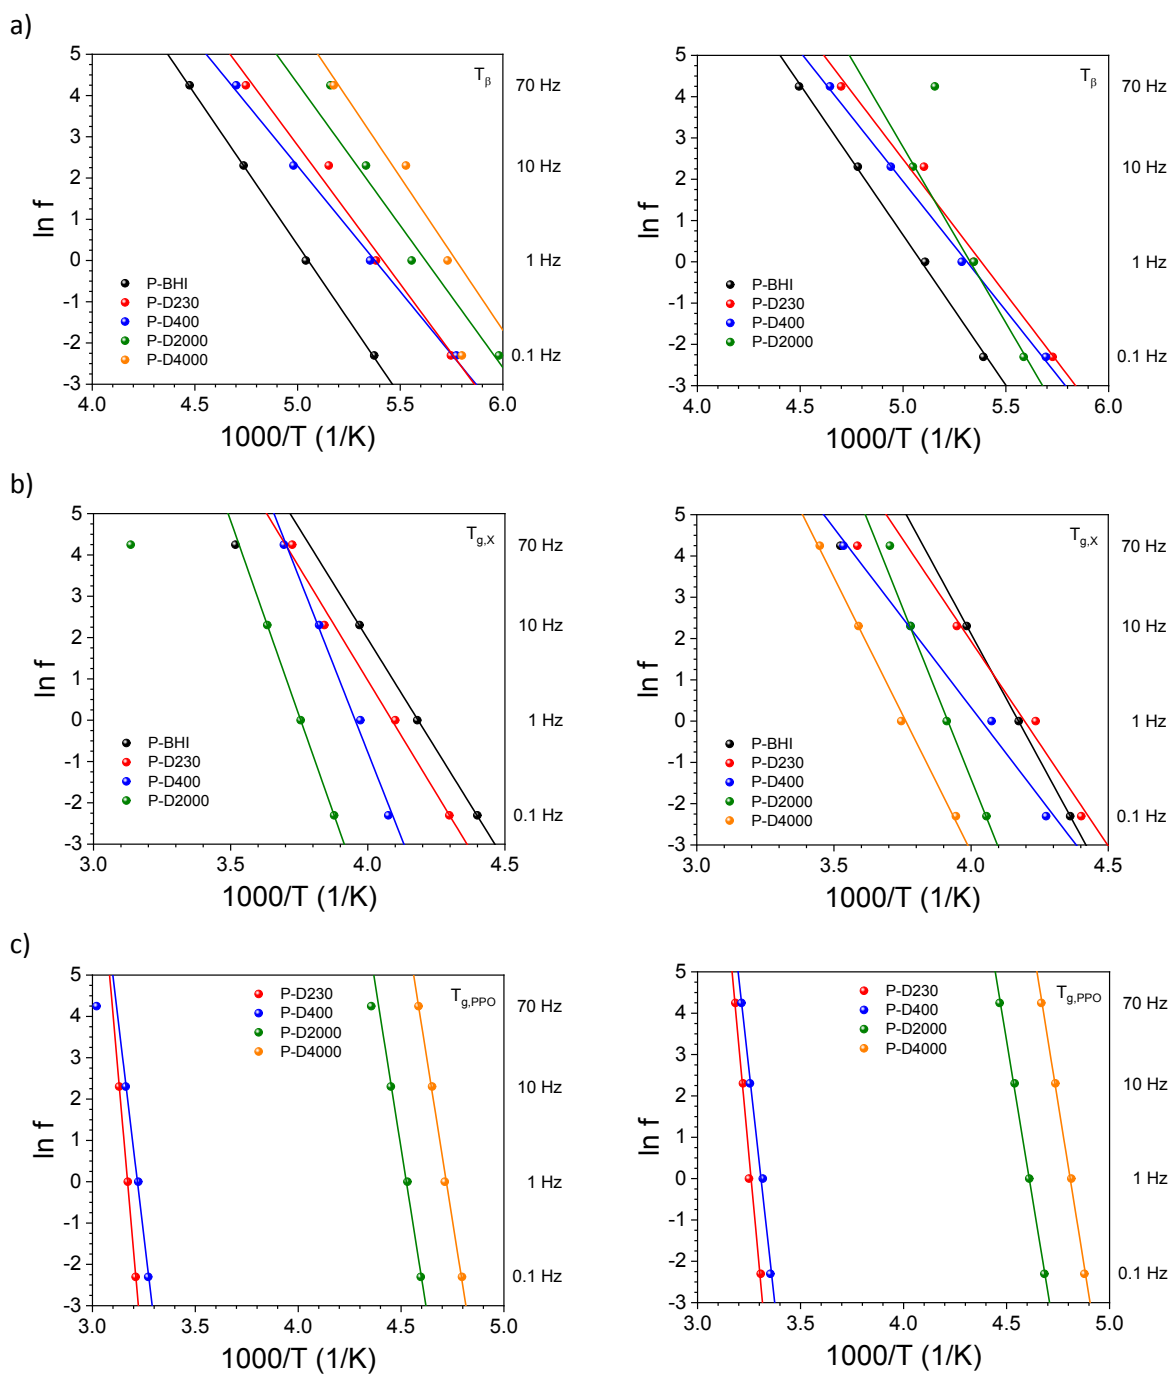 a)
5
4
3
2
1
0
-1
-2
-3
ln f
4.0 4.5 5.0 5.5 6.0
1000/T (1/K)
Tβ
70 Hz
10 Hz
1 Hz
0.1 Hz
P-BHI
P-D230
P-D400
P-D2000
P-D4000
5
4
3
2
1
0
-1
-2
-3
ln f
4.0 4.5 5.0 5.5 6.0
1000/T (1/K)
Tβ
70 Hz
10 Hz
1 Hz
0.1 Hz
P-BHI
P-D230
P-D400
P-D2000
b)
5
4
3
2
1
0
-1
-2
-3
ln f
3.0 3.5 4.0 4.5
1000/T (1/K)
Tg,X
70 Hz
10 Hz
1 Hz
0.1 Hz
P-BHI
P-D230
P-D400
P-D2000
5
4
3
2
1
0
-1
-2
-3
ln f
3.0 3.5 4.0 4.5
1000/T (1/K)
Tg,X
70 Hz
10 Hz
1 Hz
0.1 Hz
P-BHI
P-D230
P-D400
P-D2000
P-D4000
c)
5
4
3
2
1
0
-1
-2
-3
ln f
3.0 3.5 4.0 4.5 5.0
1000/T (1/K)
Tg,PPO
70 Hz
10 Hz
1 Hz
0.1 Hz
P-D230
P-D400
P-D2000
P-D4000
5
4
3
2
1
0
-1
-2
-3
ln f
3.0 3.5 4.0 4.5 5.0
1000/T (1/K)
Tg,PPO
70 Hz
10 Hz
1 Hz
0.1 Hz
P-D230
P-D400
P-D2000
P-D4000